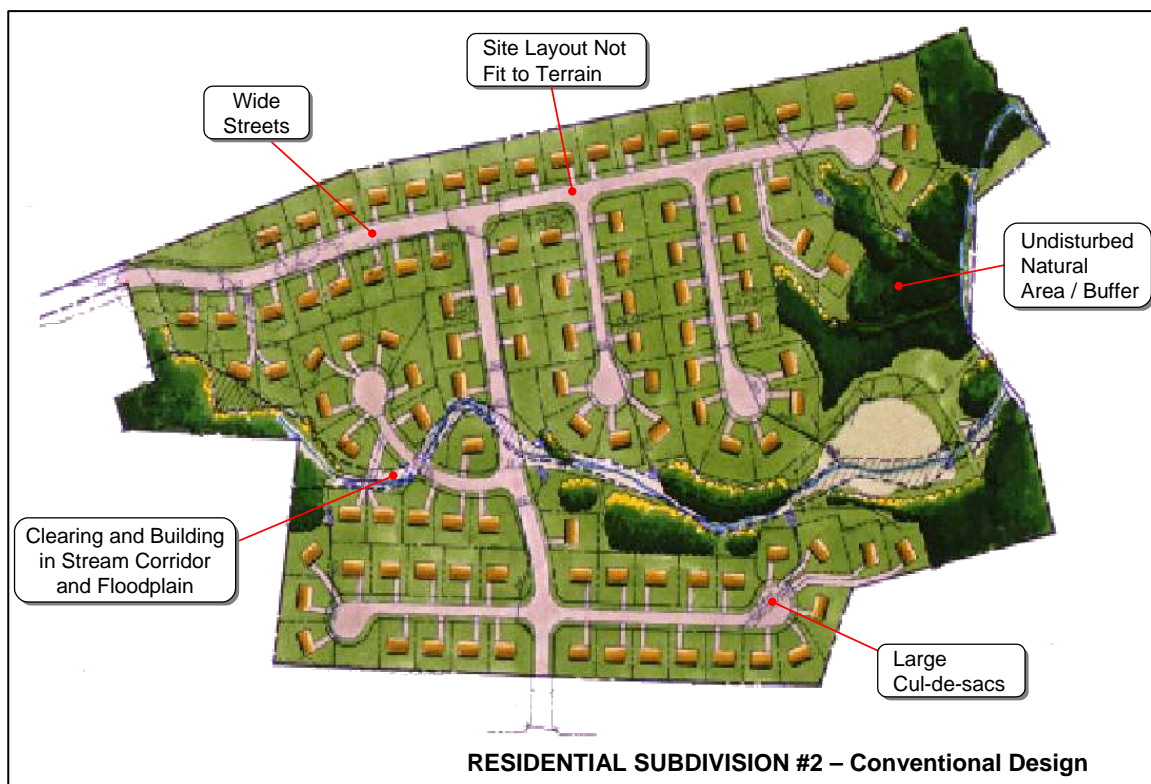 Site Layout Not
Fit to Terrain
Wide
Streets
Undisturbed
Natural
Area / Buffer
Clearing and Building
in Stream Corridor
and Floodplain
Large
Cul-de-sacs
RESIDENTIAL SUBDIVISION #2 – Conventional Design